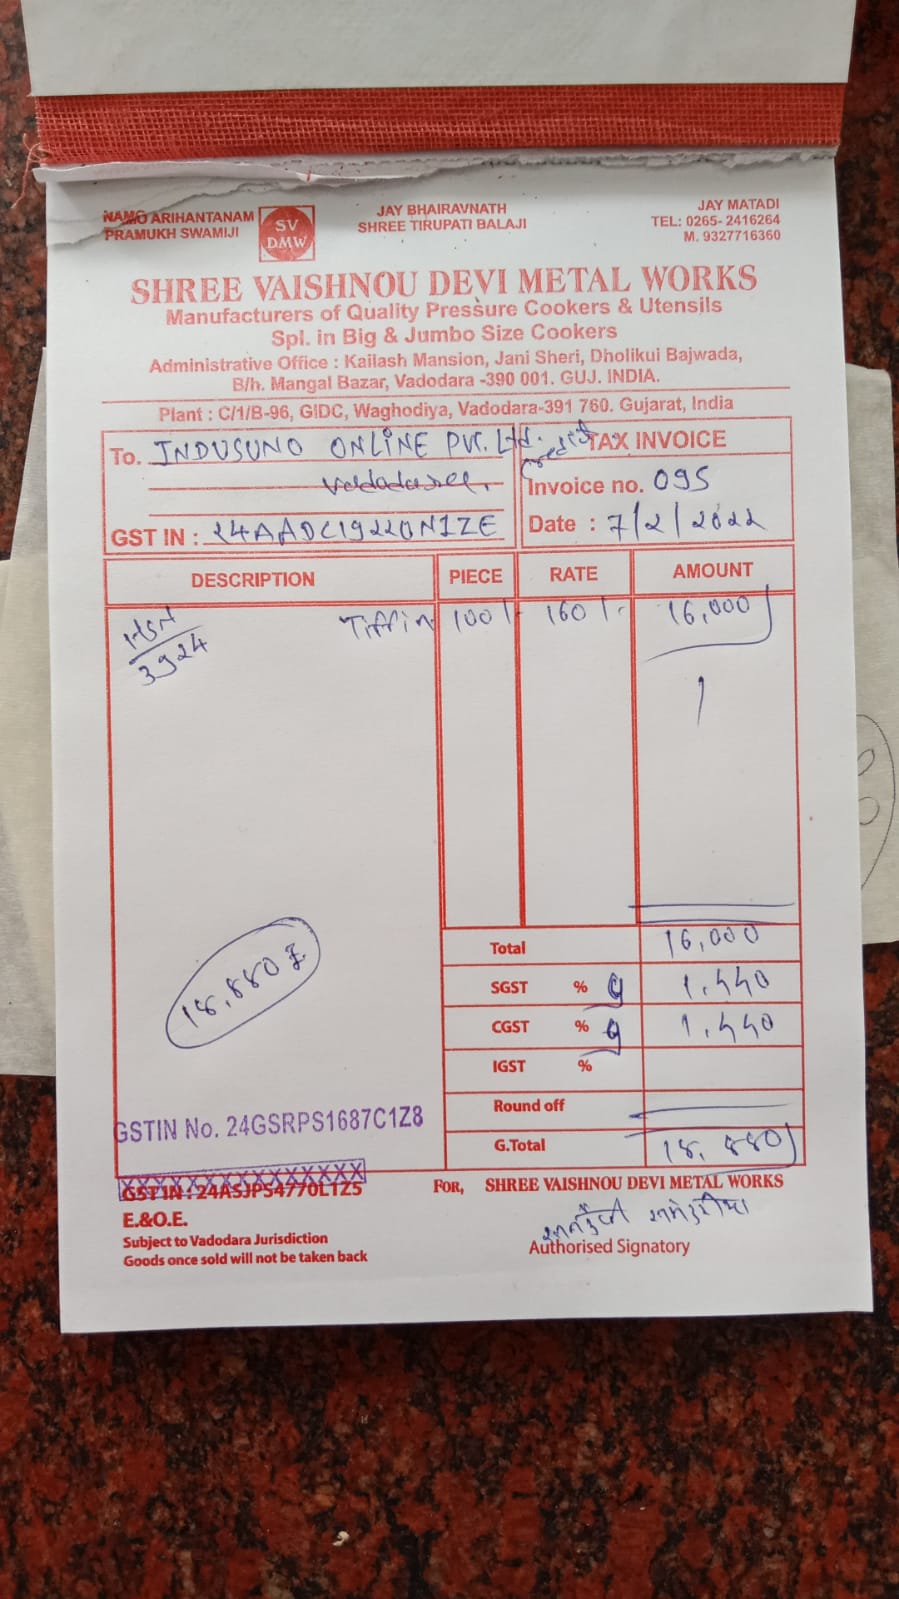 NAMO ARIHANTANAM
PRAMUKH SWAMIJI
SV
DMW
JAY BHAIRAVNATH
SHREE TIRUPATI BALAJI
JAY MATADI
TEL: 0265- 2416264
M. 9327716360
SHREE VAISHNOU DEVI METAL WORKS
Manufacturers of Quality Pressure Cookers & Utensils
Spl. in Big & Jumbo Size Cookers
Administrative Office : Kailash Mansion, Jani Sheri, Dholikui Bajwada,
B/h. Mangal Bazar, Vadodara -390 001. GUJ. INDIA.
Plant : C/1/B-96, GIDC, Waghodiya, Vadodara-391 760. Gujarat, India
To. INDUSUNO ONLINE PVT. Ltd.
GST IN : 24AADCI9220N1ZE
credit TAX INVOICE
Invoice no. 095
Date : 7/2/2022
DESCRIPTION PIECE RATE AMOUNT
HSN Tiffin 100/- 160/- 16,000/
3924
Total 16,000
SGST % 9 1,440
CGST % 9 1,440
IGST %
Round off
G.Total 18,880/
18,880
GSTIN No. 24GSRPS1687C1Z8
GST IN : 24ASJPS4770L1Z5
E.&O.E.
Subject to Vadodara Jurisdiction
Goods once sold will not be taken back
FOR, SHREE VAISHNOU DEVI METAL WORKS
Authorised Signatory